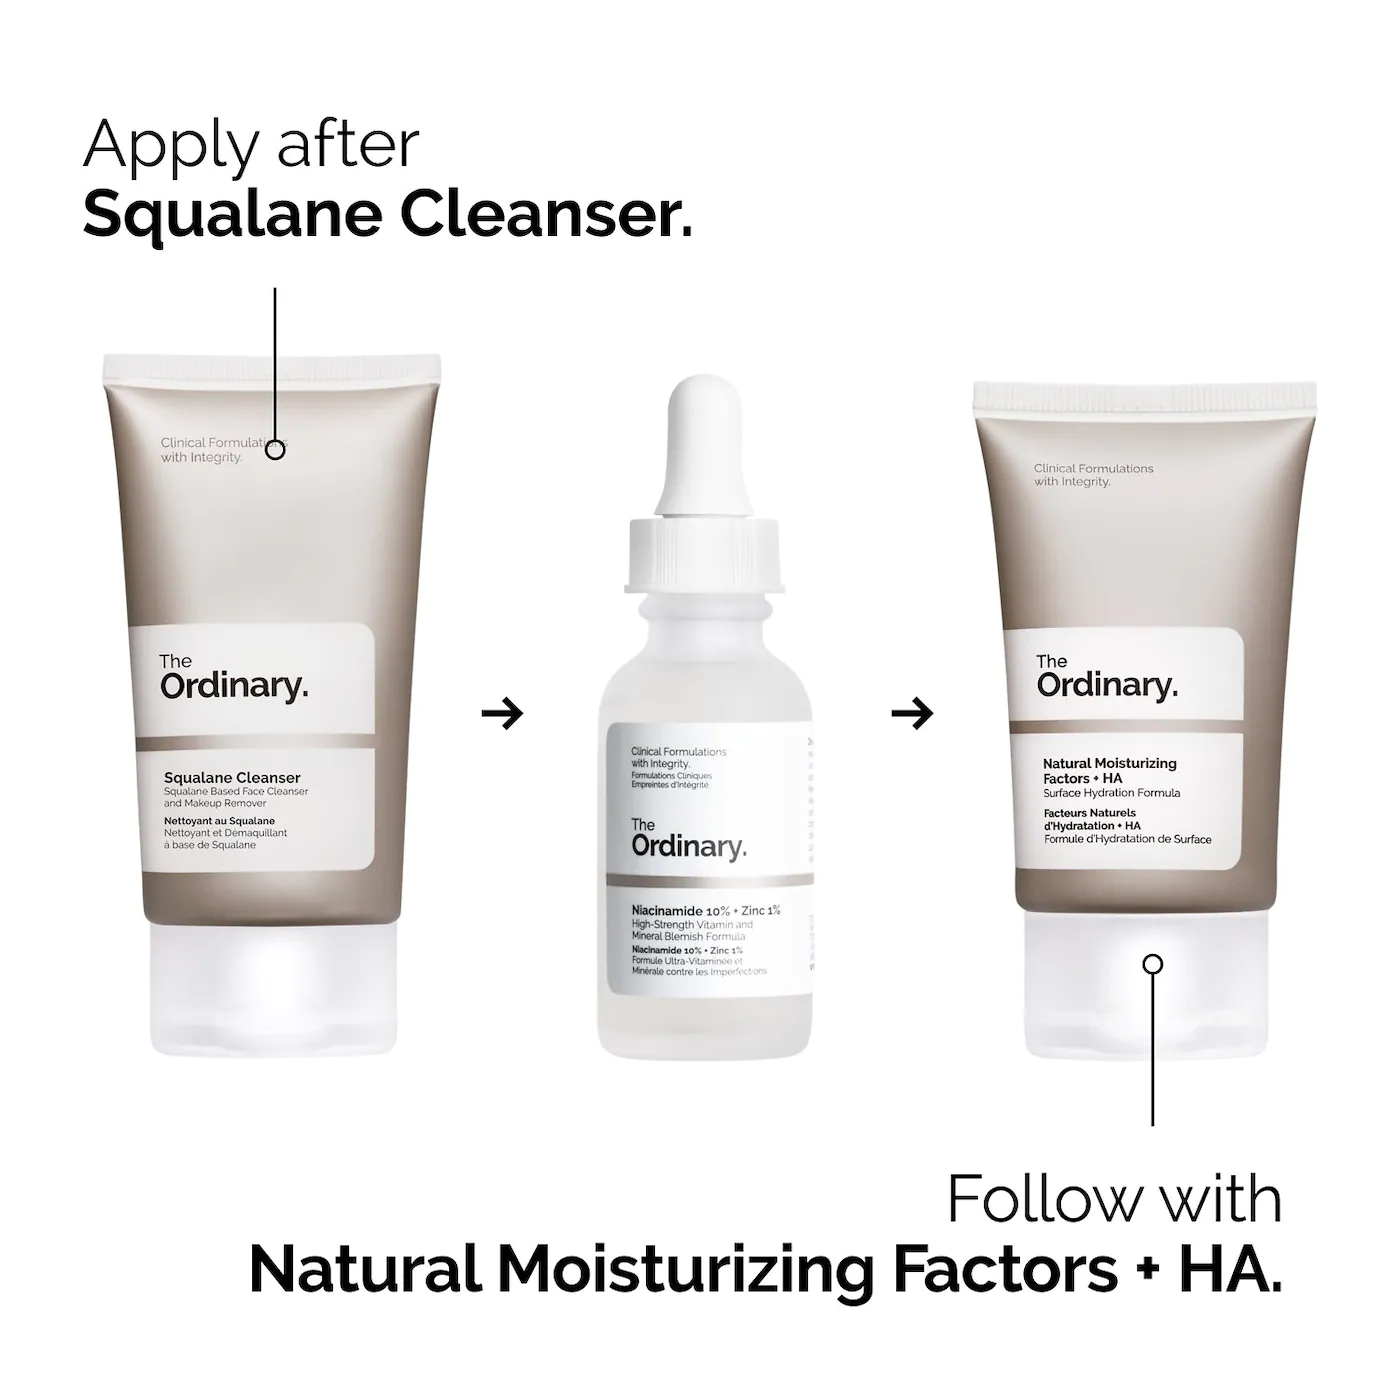 Apply after
Squalane Cleanser.
Clinical Formulations
with Integrity.
The
Ordinary.
Squalane Cleanser
Squalane Based Face Cleanser
and Makeup Remover
Nettoyant au Squalane
Nettoyant et Démaquillant
à base de Squalane
Clinical Formulations
with Integrity.
Formulations Cliniques
Empreintes d'Intégrité.
The
Ordinary.
Niacinamide 10% + Zinc 1%
High-Strength Vitamin and
Mineral Blemish Formula
Niacinamide 10% + Zinc 1%
Formule Ultra-Vitaminée et
Minérale contre les Imperfections
Clinical Formulations
with Integrity.
The
Ordinary.
Natural Moisturizing
Factors + HA
Surface Hydration Formula
Facteurs Naturels
d'Hydratation + HA
Formule d'Hydratation de Surface
Follow with
Natural Moisturizing Factors + HA.